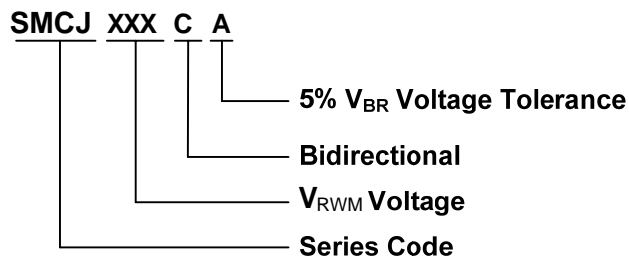 SMCJ XXX C A
5% VBR Voltage Tolerance
Bidirectional
VRWM Voltage
Series Code